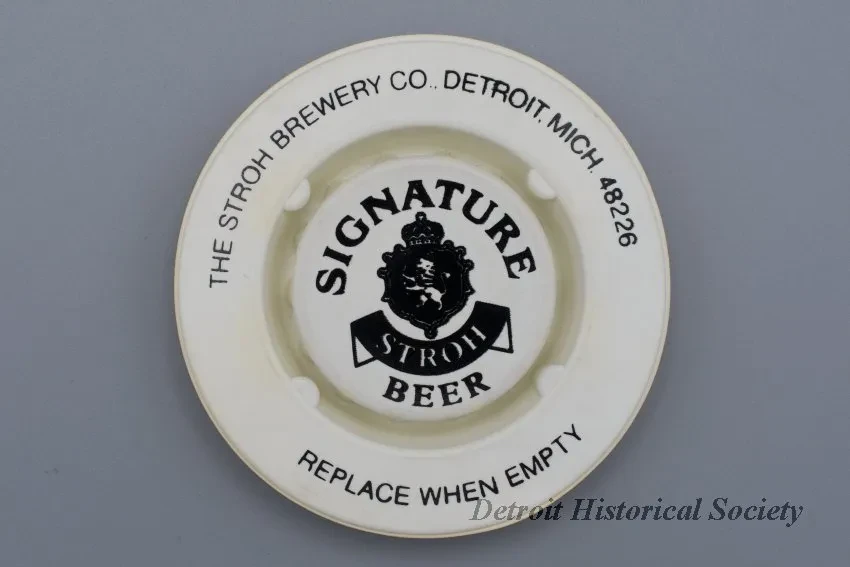 THE STROH BREWERY CO., DETROIT, MICH. 48226
SIGNATURE
STROH
BEER
REPLACE WHEN EMPTY
Detroit Historical Society